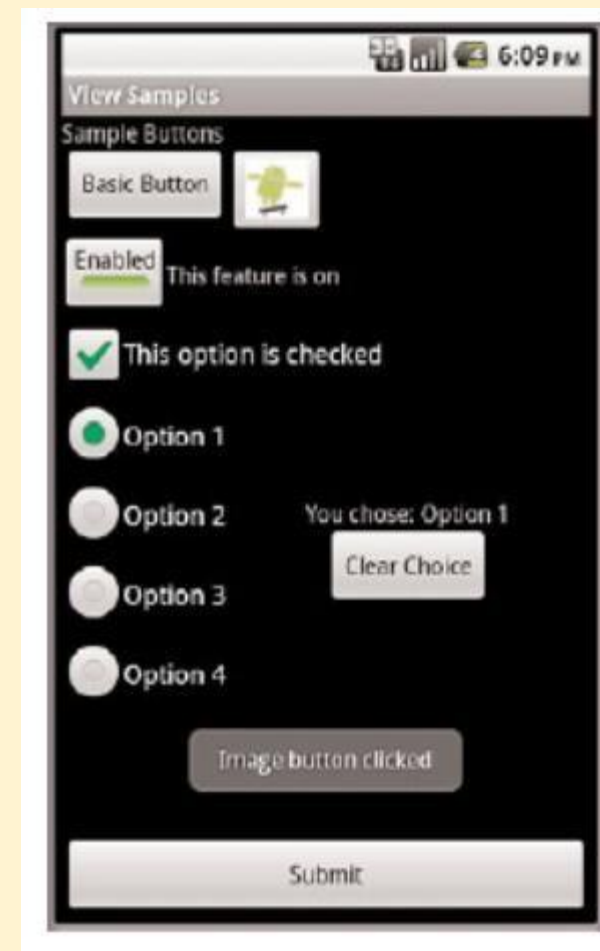 6:09 PM
View Samples
Sample Buttons
Basic Button
Enabled
This feature is on
This option is checked
Option 1
Option 2
You chose: Option 1
Clear Choice
Option 3
Option 4
Image button clicked
Submit